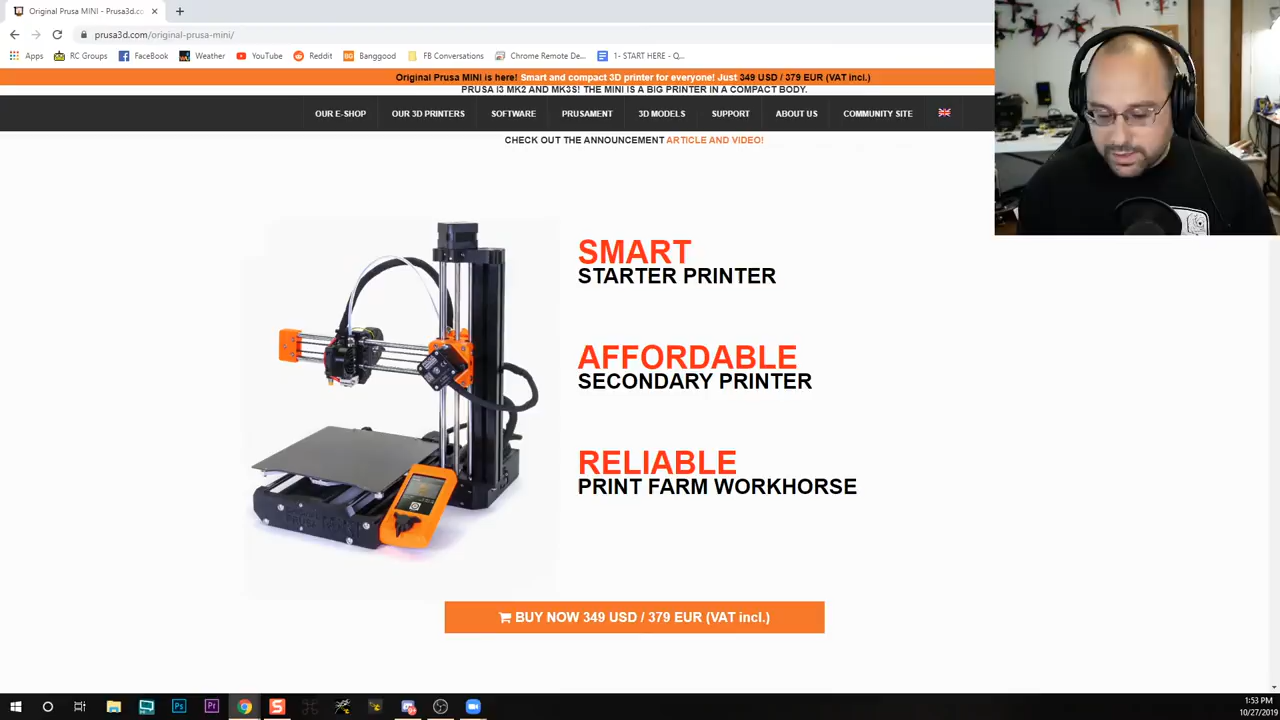 Original Prusa MINI - Prusa3d.co
prusa3d.com/original-prusa-mini/
Apps RC Groups FaceBook Weather YouTube Reddit Banggood FB Conversations Chrome Remote De... 1- START HERE - Q...
Original Prusa MINI is here! Smart and compact 3D printer for everyone! Just 349 USD / 379 EUR (VAT incl.)
PRUSA I3 MK2 AND MK3S! THE MINI IS A BIG PRINTER IN A COMPACT BODY.
OUR E-SHOP OUR 3D PRINTERS SOFTWARE PRUSAMENT 3D MODELS SUPPORT ABOUT US COMMUNITY SITE
CHECK OUT THE ANNOUNCEMENT ARTICLE AND VIDEO!
SMART
STARTER PRINTER
AFFORDABLE
SECONDARY PRINTER
RELIABLE
PRINT FARM WORKHORSE
BUY NOW 349 USD / 379 EUR (VAT incl.)
Ps Pr S
1:53 PM
10/27/2019